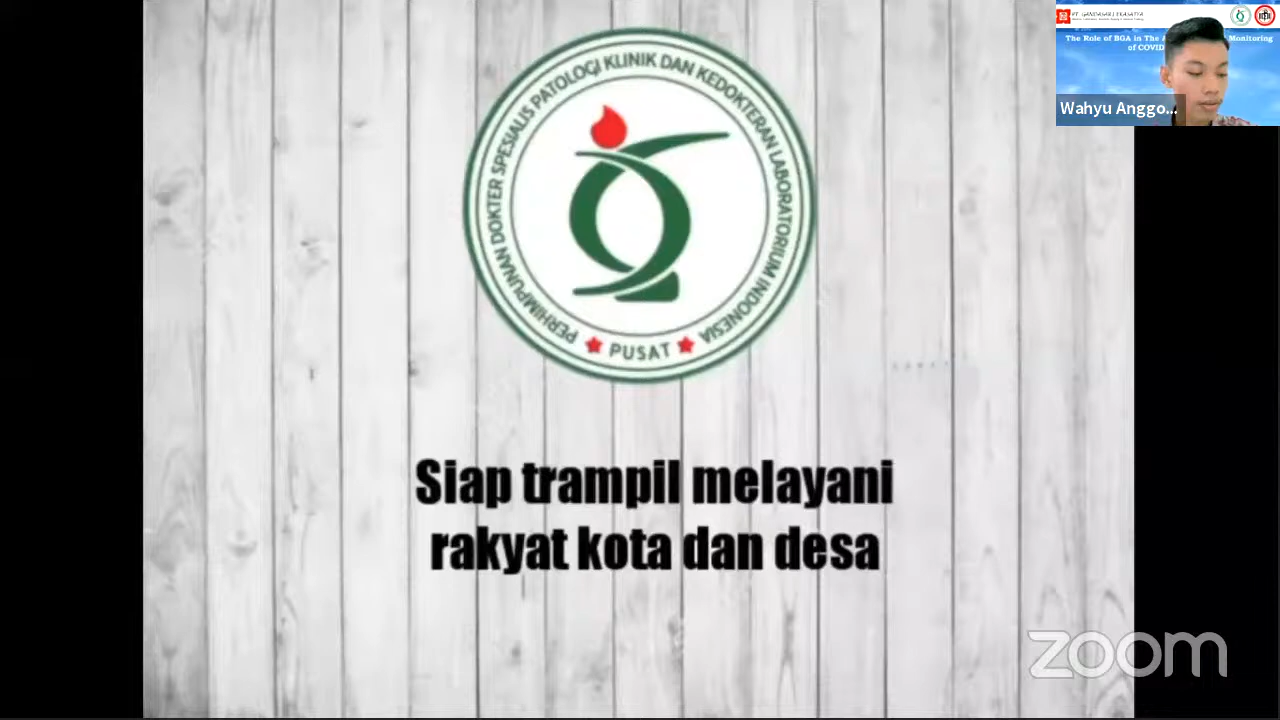 PERHIMPUNAN DOKTER SPESIALIS PATOLOGI KLINIK DAN KEDOKTERAN LABORATORIUM INDONESIA
PUSAT
Siap trampil melayani
rakyat kota dan desa
The Role of BGA in The
Monitoring
of COVID
Wahyu Anggo...
zoom